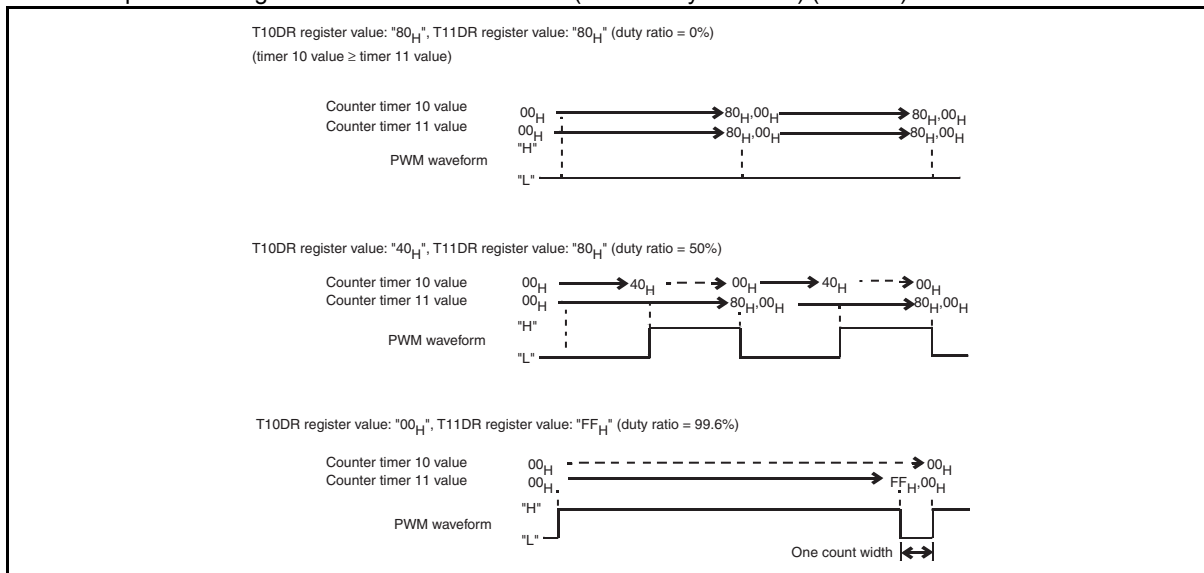 T10DR register value: "80H", T11DR register value: "80H" (duty ratio = 0%)
(timer 10 value ≥ timer 11 value)
Counter timer 10 value 00H 80H,00H 80H,00H
Counter timer 11 value 00H 80H,00H 80H,00H
"H"
PWM waveform
"L"
T10DR register value: "40H", T11DR register value: "80H" (duty ratio = 50%)
Counter timer 10 value 00H 40H 00H 40H 00H
Counter timer 11 value 00H 80H,00H 80H,00H
"H"
PWM waveform
"L"
T10DR register value: "00H", T11DR register value: "FFH" (duty ratio = 99.6%)
Counter timer 10 value 00H 00H
Counter timer 11 value 00H FFH,00H
"H"
PWM waveform
"L"
One count width